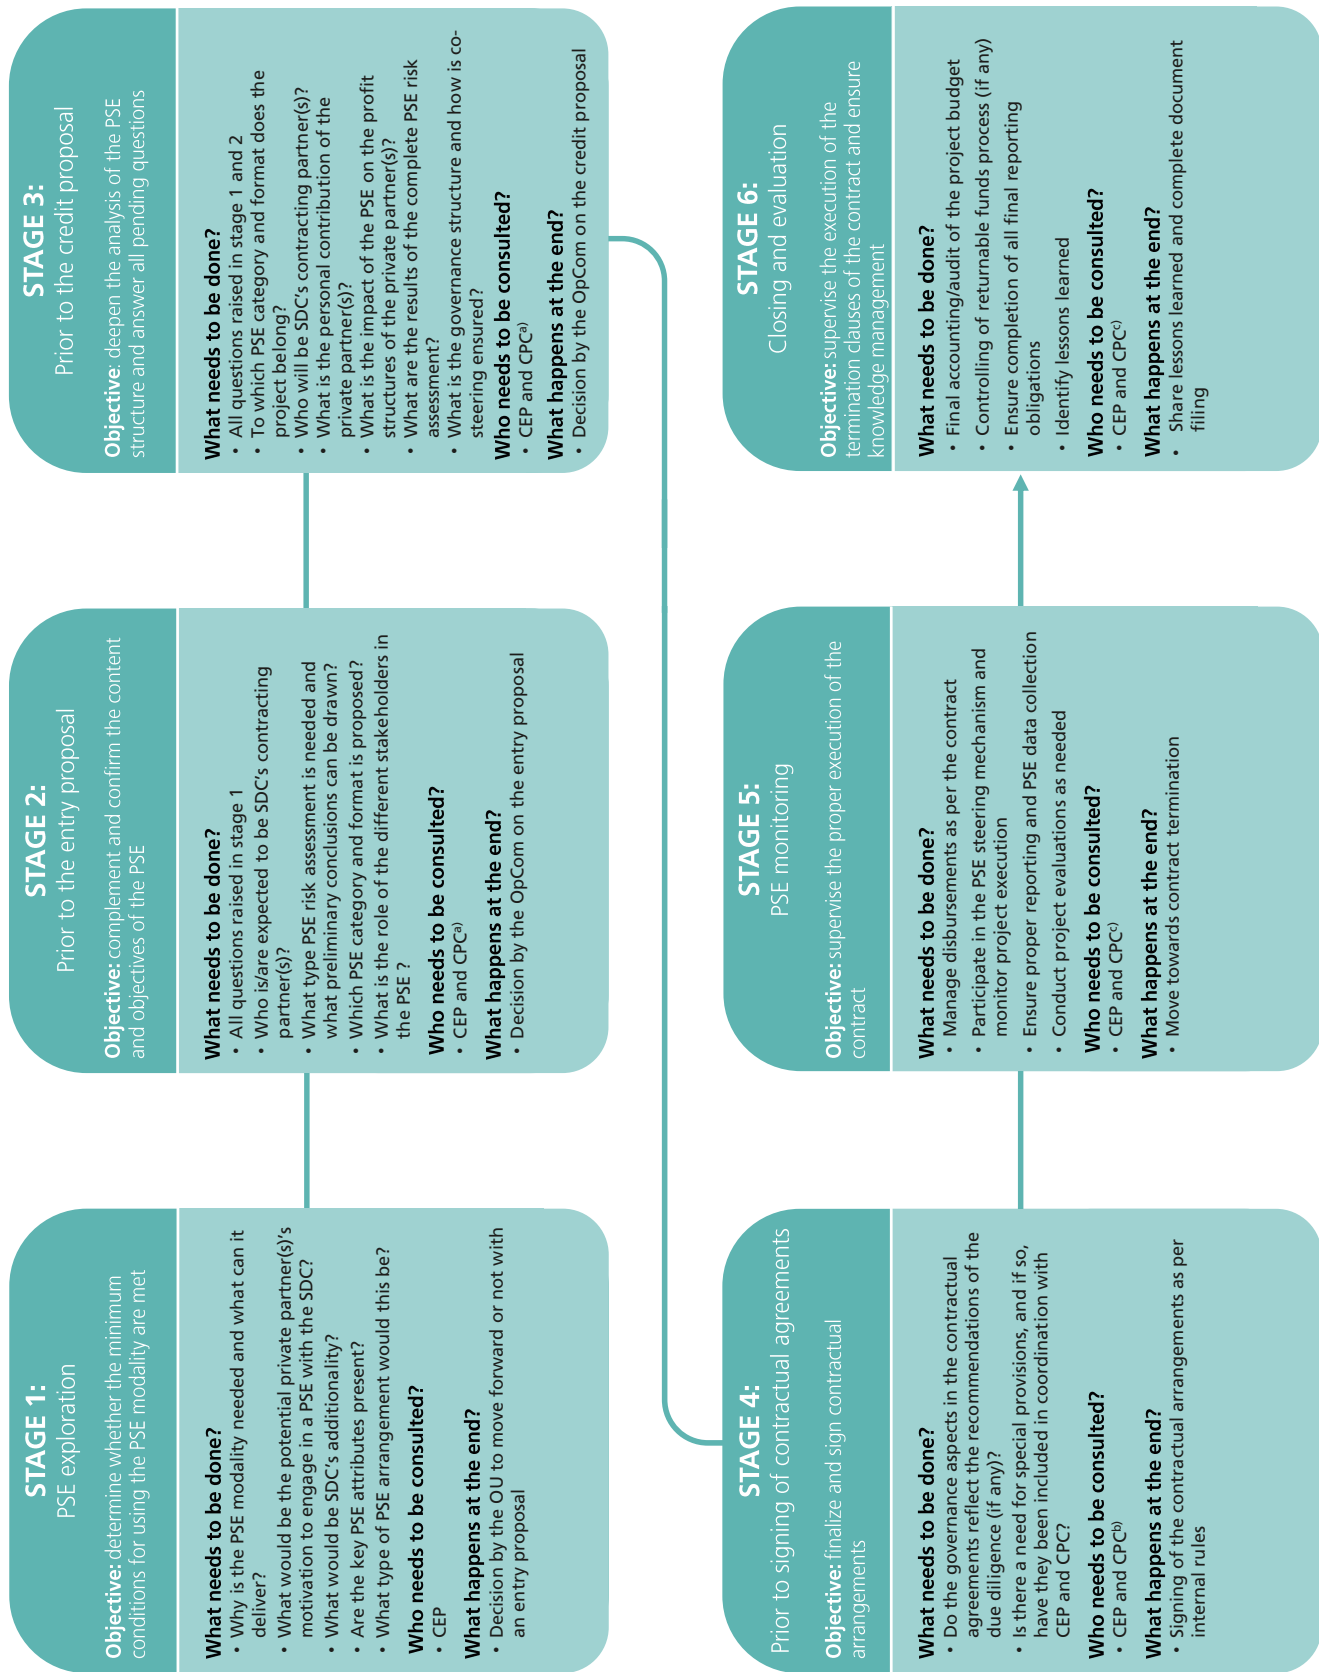 STAGE 1:
PSE exploration
Objective: determine whether the minimum
conditions for using the PSE modality are met
What needs to be done?
• Why is the PSE modality needed and what can it
deliver?
• What would be the potential private partner(s)'s
motivation to engage in a PSE with the SDC?
• What would be SDC's additionality?
• Are the key PSE attributes present?
• What type of PSE arrangement would this be?
Who needs to be consulted?
• CEP
What happens at the end?
• Decision by the OU to move forward or not with
an entry proposal
STAGE 2:
Prior to the entry proposal
Objective: complement and confirm the content
and objectives of the PSE
What needs to be done?
• All questions raised in stage 1
• Who is/are expected to be SDC's contracting
partner(s)?
• What type PSE risk assessment is needed and
what preliminary conclusions can be drawn?
• Which PSE category and format is proposed?
• What is the role of the different stakeholders in
the PSE ?
Who needs to be consulted?
• CEP and CPCa)
What happens at the end?
• Decision by the OpCom on the entry proposal
STAGE 3:
Prior to the credit proposal
Objective: deepen the analysis of the PSE
structure and answer all pending questions
What needs to be done?
• All questions raised in stage 1 and 2
• To which PSE category and format does the
project belong?
• Who will be SDC's contracting partner(s)?
• What is the personal contribution of the
private partner(s)?
• What is the impact of the PSE on the profit
structures of the private partner(s)?
• What are the results of the complete PSE risk
assessment?
• What is the governance structure and how is co-
steering ensured?
Who needs to be consulted?
• CEP and CPCa)
What happens at the end?
• Decision by the OpCom on the credit proposal
STAGE 4:
Prior to signing of contractual agreements
Objective: finalize and sign contractual
arrangements
What needs to be done?
• Do the governance aspects in the contractual
agreements reflect the recommendations of the
due diligence (if any)?
• Is there a need for special provisions, and if so,
have they been included in coordination with
CEP and CPC?
Who needs to be consulted?
• CEP and CPCb)
What happens at the end?
• Signing of the contractual arrangements as per
internal rules
STAGE 5:
PSE monitoring
Objective: supervise the proper execution of the
contract
What needs to be done?
• Manage disbursements as per the contract
• Participate in the PSE steering mechanism and
monitor project execution
• Ensure proper reporting and PSE data collection
• Conduct project evaluations as needed
Who needs to be consulted?
• CEP and CPCc)
What happens at the end?
• Move towards contract termination
STAGE 6:
Closing and evaluation
Objective: supervise the execution of the
termination clauses of the contract and ensure
knowledge management
What needs to be done?
• Final accounting/audit of the project budget
• Controlling of returnable funds process (if any)
• Ensure completion of all final reporting
obligations
• Identify lessons learned
Who needs to be consulted?
• CEP and CPCc)
What happens at the end?
• Share lessons learned and complete document
filing